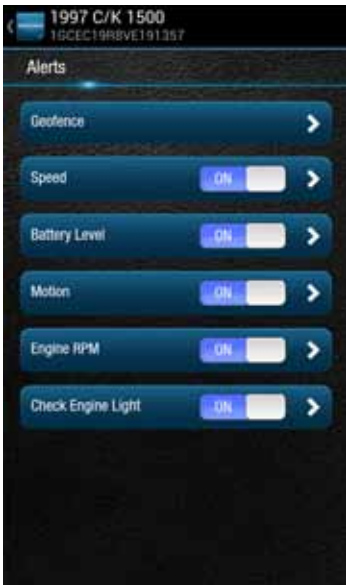 1997 C/K 1500
1GCEC19R8VE191357
Alerts
Geofence
Speed ON
Battery Level ON
Motion ON
Engine RPM ON
Check Engine Light ON